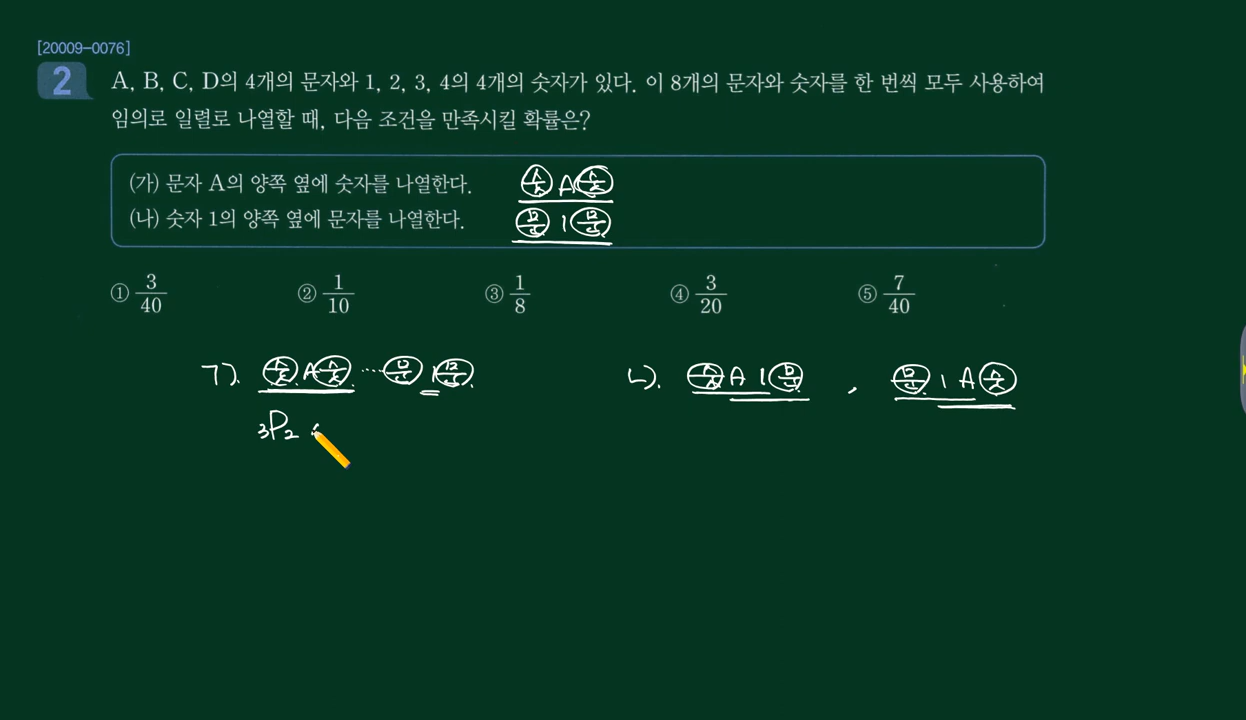 [20009-0076]
2 A, B, C, D의 4개의 문자와 1, 2, 3, 4의 4개의 숫자가 있다. 이 8개의 문자와 숫자를 한 번씩 모두 사용하여
임의로 일렬로 나열할 때, 다음 조건을 만족시킬 확률은?
(가) 문자 A의 양쪽 옆에 숫자를 나열한다. 숫 A 숫
(나) 숫자 1의 양쪽 옆에 문자를 나열한다. 문 1 문
① 3/40 ② 1/10 ③ 1/8 ④ 3/20 ⑤ 7/40
ㄱ). 숫 A 숫 ... 문 1 문 ㄴ). 숫 A 1 문 , 문 1 A 숫
₃P₂